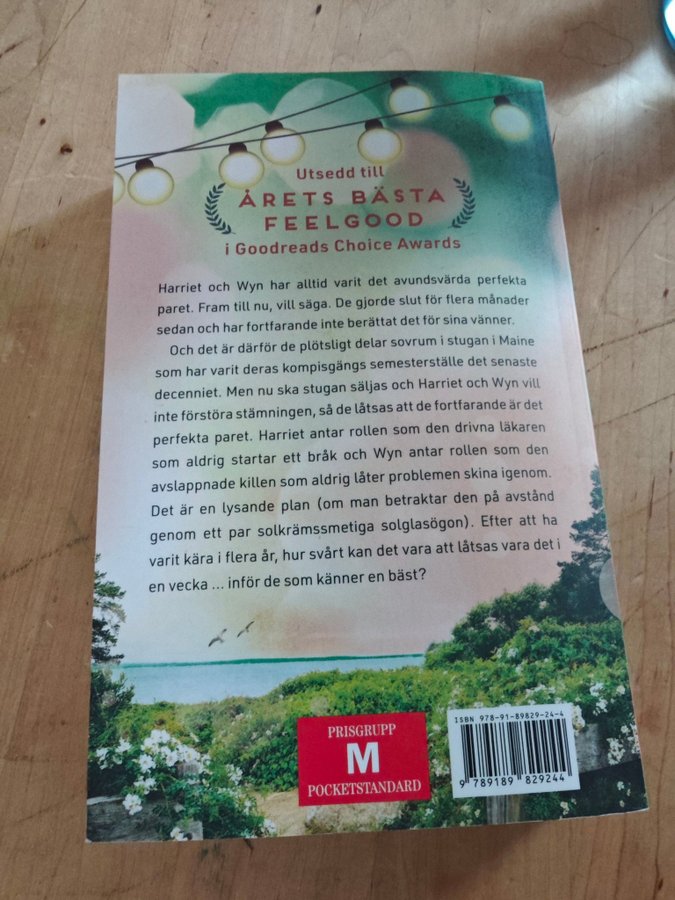 Utsedd till
ÅRETS BÄSTA
FEELGOOD
i Goodreads Choice Awards
Harriet och Wyn har alltid varit det avundsvärda perfekta
paret. Fram till nu, vill säga. De gjorde slut för flera månader
sedan och har fortfarande inte berättat det för sina vänner.
Och det är därför de plötsligt delar sovrum i stugan i Maine
som har varit deras kompisgängs semesterställe det senaste
decenniet. Men nu ska stugan säljas och Harriet och Wyn vill
inte förstöra stämningen, så de låtsas att de fortfarande är det
perfekta paret. Harriet antar rollen som den drivna läkaren
som aldrig startar ett bråk och Wyn antar rollen som den
avslappnade killen som aldrig låter problemen skina igenom.
Det är en lysande plan (om man betraktar den på avstånd
genom ett par solkrämssmetiga solglasögon). Efter att ha
varit kära i flera år, hur svårt kan det vara att låtsas vara det i
en vecka ... inför de som känner en bäst?
ISBN 978-91-89829-24-4
PRISGRUPP
M
POCKETSTANDARD
9 789189 829244